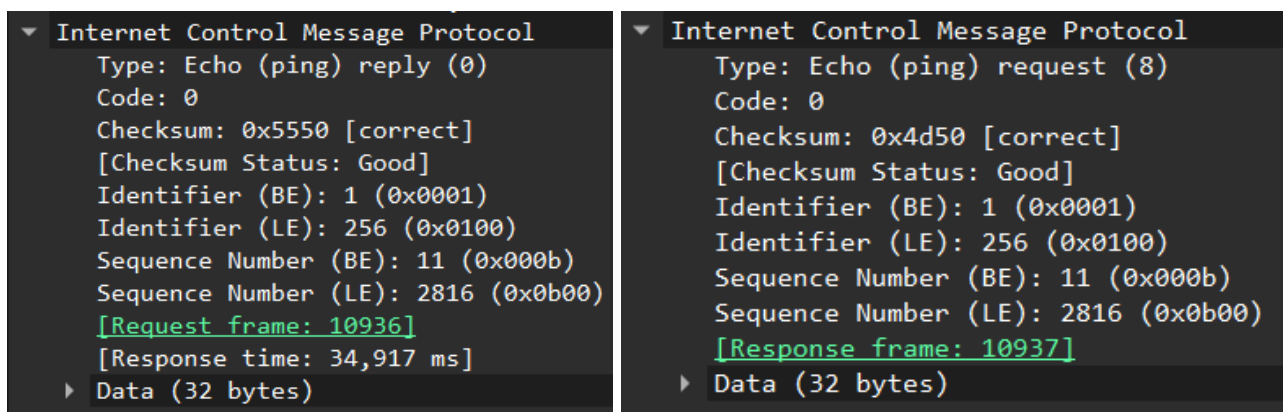 Internet Control Message Protocol
Type: Echo (ping) reply (0)
Code: 0
Checksum: 0x5550 [correct]
[Checksum Status: Good]
Identifier (BE): 1 (0x0001)
Identifier (LE): 256 (0x0100)
Sequence Number (BE): 11 (0x000b)
Sequence Number (LE): 2816 (0x0b00)
[Request frame: 10936]
[Response time: 34,917 ms]
Data (32 bytes)
Internet Control Message Protocol
Type: Echo (ping) request (8)
Code: 0
Checksum: 0x4d50 [correct]
[Checksum Status: Good]
Identifier (BE): 1 (0x0001)
Identifier (LE): 256 (0x0100)
Sequence Number (BE): 11 (0x000b)
Sequence Number (LE): 2816 (0x0b00)
[Response frame: 10937]
Data (32 bytes)